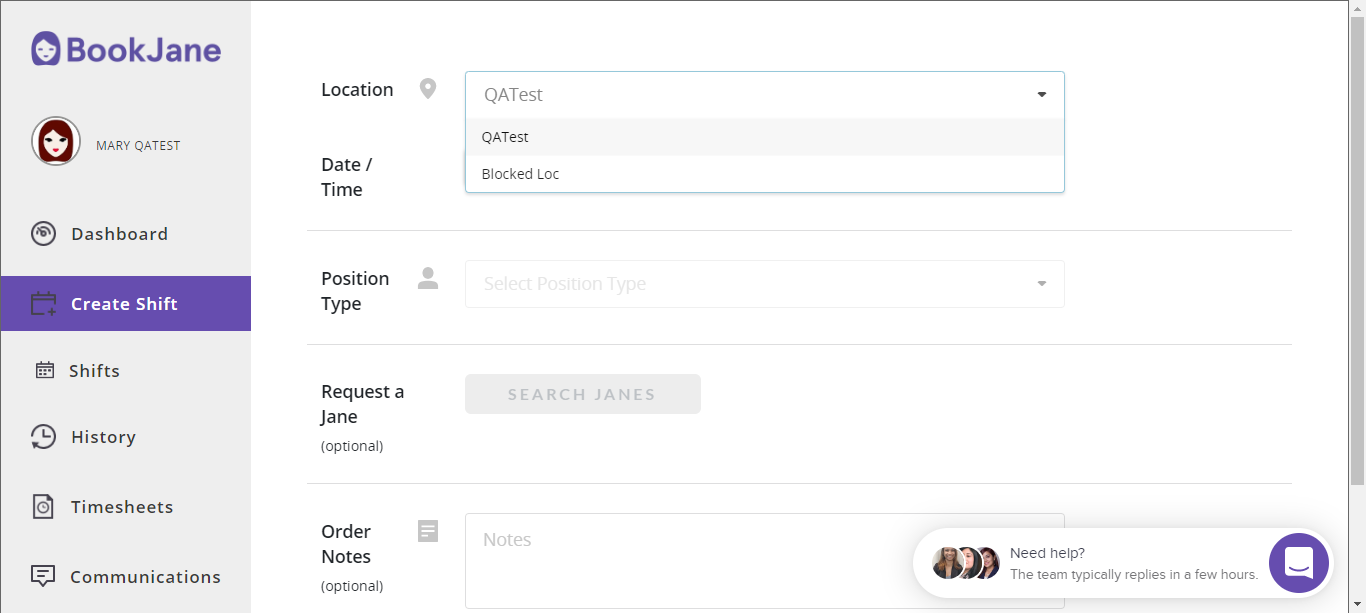 BookJane
MARY QATEST
Dashboard
Create Shift
Shifts
History
Timesheets
Communications
Location
QATest
QATest
Blocked Loc
Date /
Time
Position
Type
Select Position Type
Request a
Jane
(optional)
SEARCH JANES
Order
Notes
(optional)
Notes
Need help?
The team typically replies in a few hours.